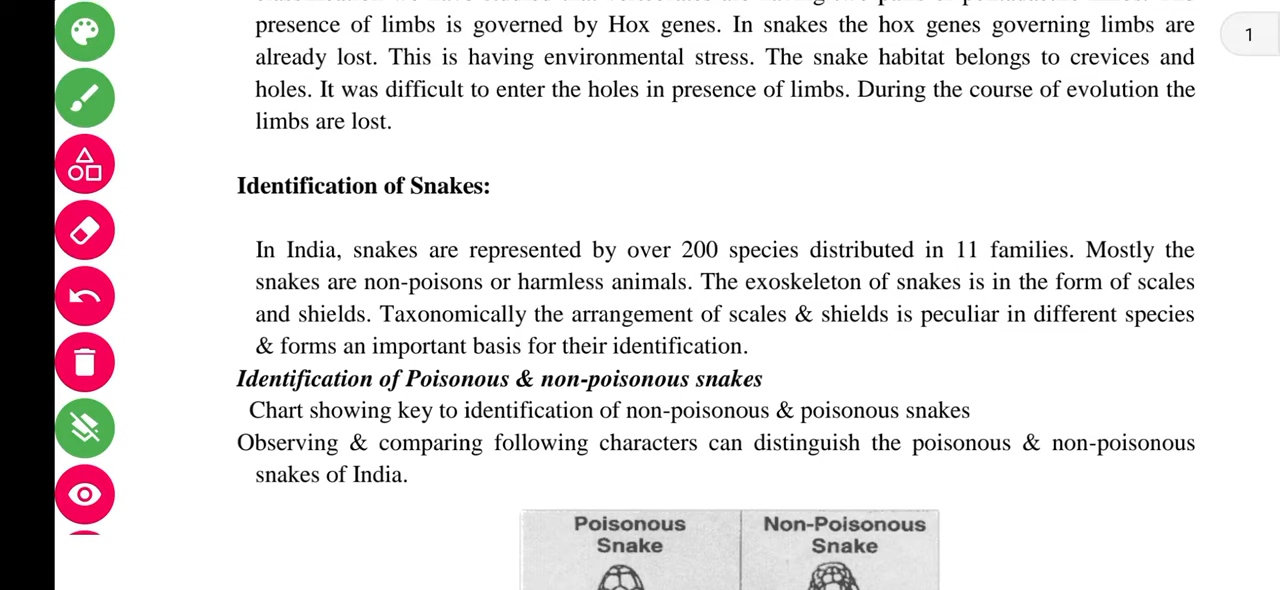 presence of limbs is governed by Hox genes. In snakes the hox genes governing limbs are
already lost. This is having environmental stress. The snake habitat belongs to crevices and
holes. It was difficult to enter the holes in presence of limbs. During the course of evolution the
limbs are lost.
Identification of Snakes:
In India, snakes are represented by over 200 species distributed in 11 families. Mostly the
snakes are non-poisons or harmless animals. The exoskeleton of snakes is in the form of scales
and shields. Taxonomically the arrangement of scales & shields is peculiar in different species
& forms an important basis for their identification.
Identification of Poisonous & non-poisonous snakes
Chart showing key to identification of non-poisonous & poisonous snakes
Observing & comparing following characters can distinguish the poisonous & non-poisonous
snakes of India.
Poisonous
Snake
Non-Poisonous
Snake
1